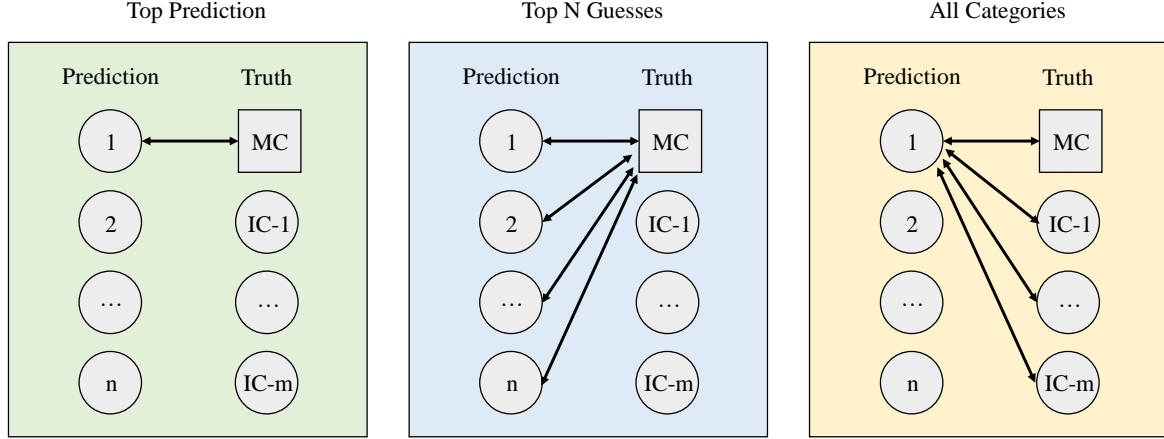 Top Prediction
Prediction Truth
1 MC
2 IC-1
... ...
n IC-m
Top N Guesses
Prediction Truth
1 MC
2 IC-1
... ...
n IC-m
All Categories
Prediction Truth
1 MC
2 IC-1
... ...
n IC-m